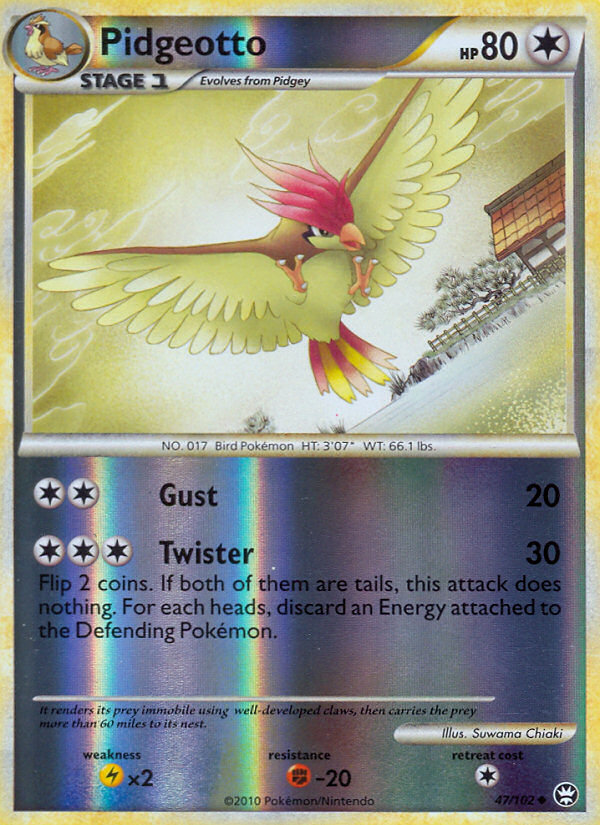 Pidgeotto
HP 80
STAGE 1
Evolves from Pidgey
NO. 017 Bird Pokémon HT: 3'07" WT: 66.1 lbs.
Gust 20
Twister 30
Flip 2 coins. If both of them are tails, this attack does
nothing. For each heads, discard an Energy attached to
the Defending Pokémon.
It renders its prey immobile using well-developed claws, then carries the prey
more than 60 miles to its nest.
Illus. Suwama Chiaki
weakness resistance retreat cost
×2 -20
©2010 Pokémon/Nintendo 47/102